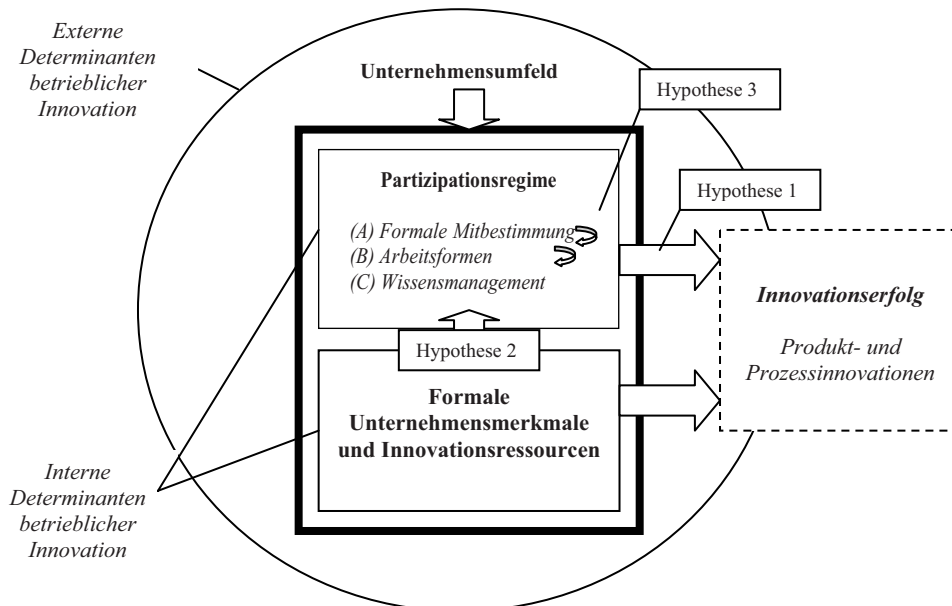 Externe
Determinanten
betrieblicher
Innovation
Unternehmensumfeld
Hypothese 3
Partizipationsregime
Hypothese 1
(A) Formale Mitbestimmung
(B) Arbeitsformen
(C) Wissensmanagement
Innovationserfolg
Produkt- und
Prozessinnovationen
Hypothese 2
Formale
Unternehmensmerkmale
und Innovationsressourcen
Interne
Determinanten
betrieblicher
Innovation